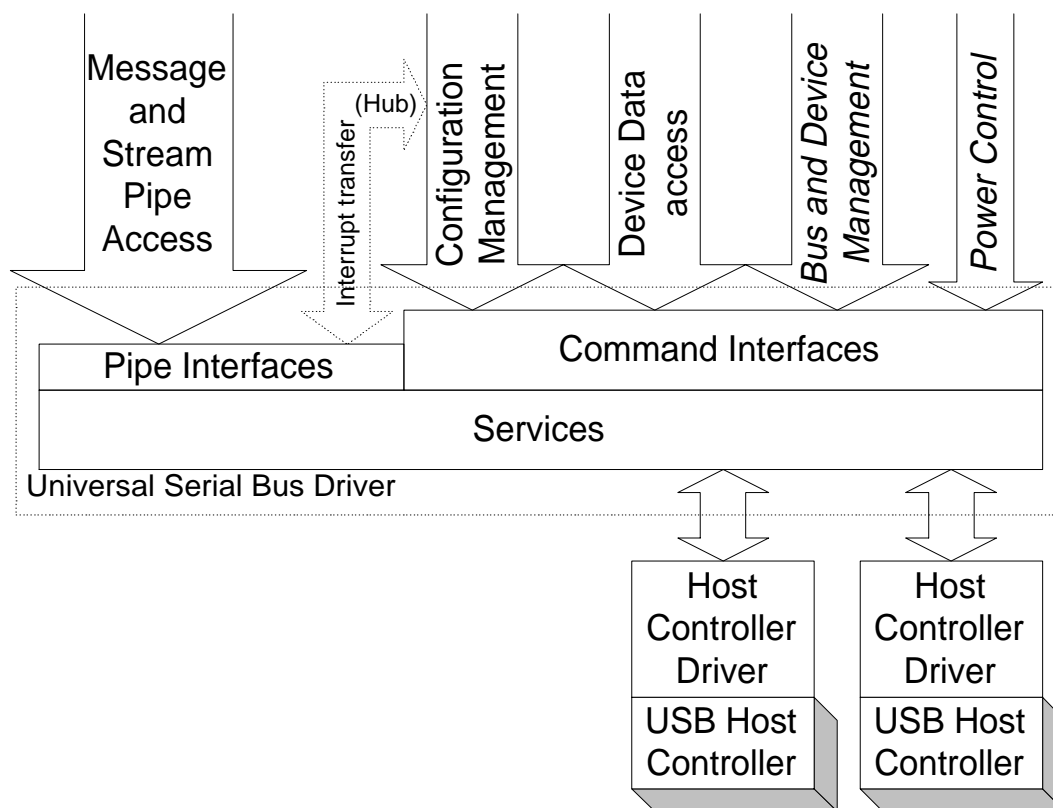 Message
and
Stream
Pipe
Access
Interrupt transfer
(Hub)
Configuration
Management
Device Data
access
Bus and Device
Management
Power Control
Pipe Interfaces
Command Interfaces
Services
Universal Serial Bus Driver
Host
Controller
Driver
USB Host
Controller
Host
Controller
Driver
USB Host
Controller